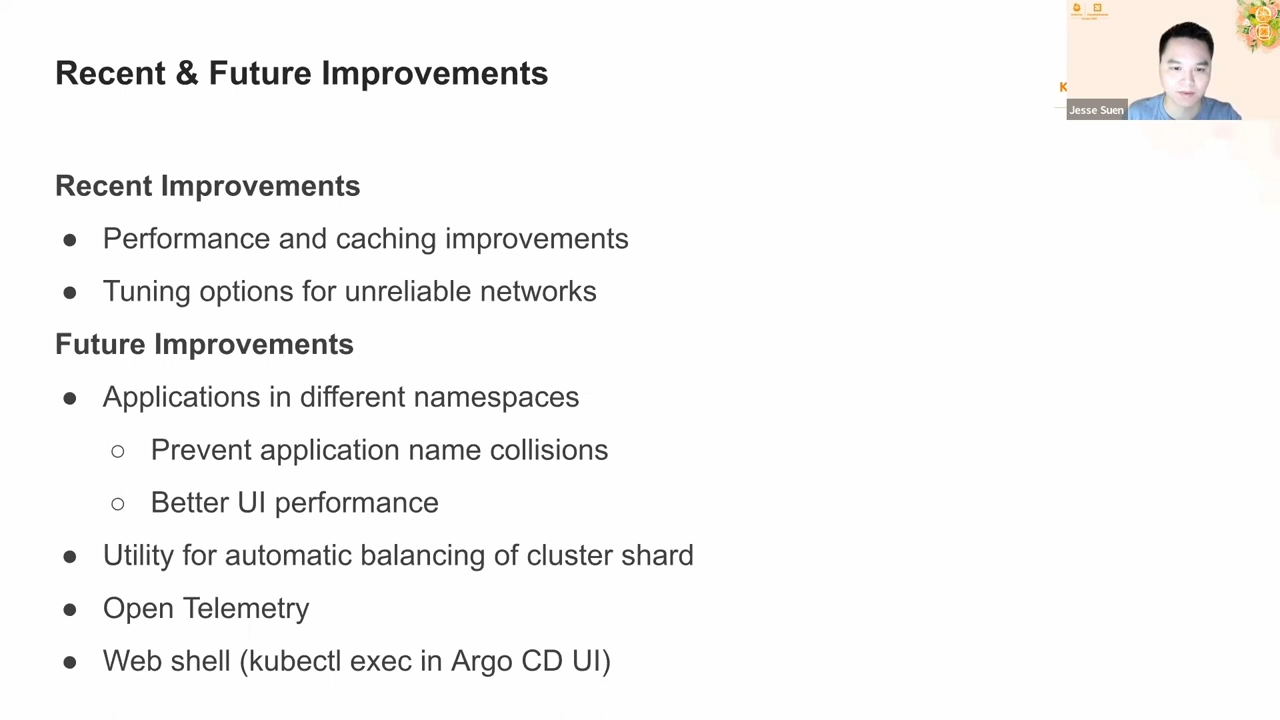 Recent & Future Improvements
K
Jesse Suen
Recent Improvements
● Performance and caching improvements
● Tuning options for unreliable networks
Future Improvements
● Applications in different namespaces
○ Prevent application name collisions
○ Better UI performance
● Utility for automatic balancing of cluster shard
● Open Telemetry
● Web shell (kubectl exec in Argo CD UI)